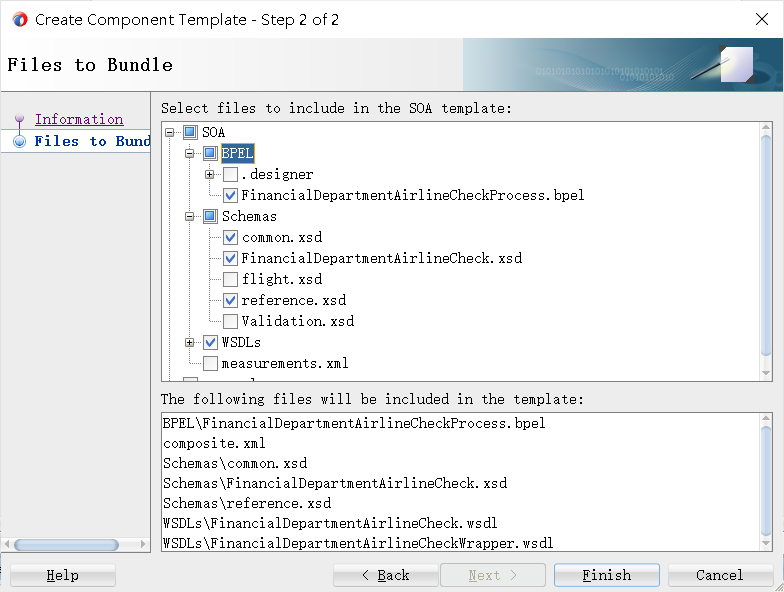 Create Component Template - Step 2 of 2
Files to Bundle
Information
Files to Bund
Select files to include in the SOA template:
SOA
BPEL
.designer
FinancialDepartmentAirlineCheckProcess.bpel
Schemas
common.xsd
FinancialDepartmentAirlineCheck.xsd
flight.xsd
reference.xsd
Validation.xsd
WSDLs
measurements.xml
The following files will be included in the template:
BPEL\FinancialDepartmentAirlineCheckProcess.bpel
composite.xml
Schemas\common.xsd
Schemas\FinancialDepartmentAirlineCheck.xsd
Schemas\reference.xsd
WSDLs\FinancialDepartmentAirlineCheck.wsdl
WSDLs\FinancialDepartmentAirlineCheckWrapper.wsdl
Help
< Back
Next >
Finish
Cancel